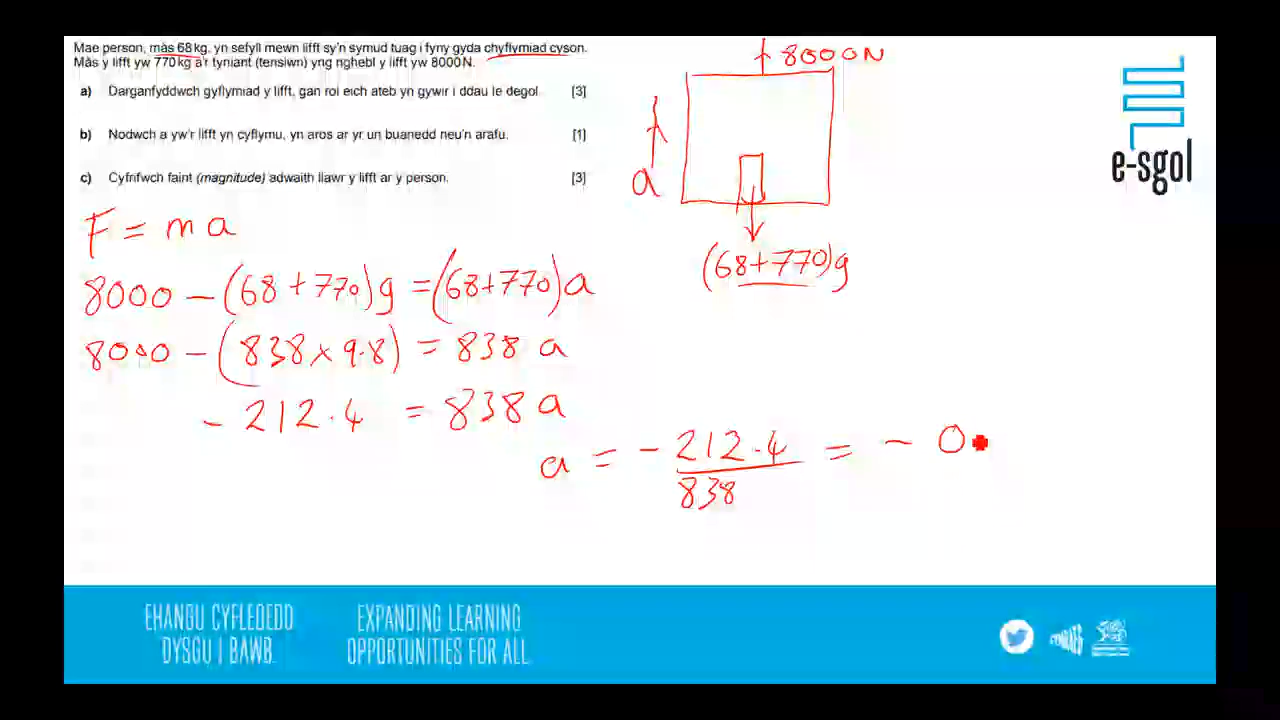 Mae person, màs 68 kg, yn sefyll mewn lifft sy'n symud tuag i fyny gyda chyflymiad cyson.
Màs y lifft yw 770 kg a'r tyniant (tensiwn) yng nghebl y lifft yw 8000 N.
a) Darganfyddwch gyflymiad y lifft, gan roi eich ateb yn gywir i ddau le degol. [3]
b) Nodwch a yw'r lifft yn cyflymu, yn aros ar yr un buanedd neu'n arafu. [1]
c) Cyfrifwch faint (magnitude) adwaith llawr y lifft ar y person. [3]
8000N
a
(68+770)g
e-sgol
F = ma
8000 - (68+770)g = (68+770)a
8000 - (838 × 9.8) = 838 a
- 212.4 = 838 a
a = - 212.4 / 838 = - 0
EHANGU CYFLEDEDD
DYSGU I BAWB.
EXPANDING LEARNING
OPPORTUNITIES FOR ALL.